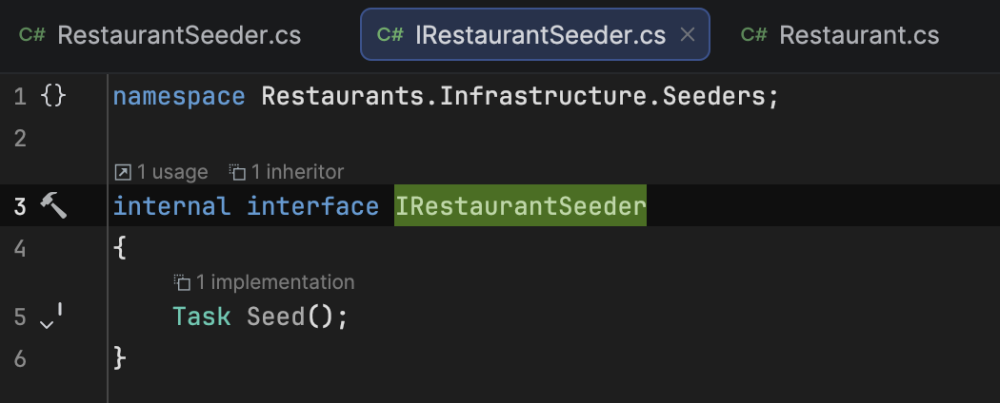 C# RestaurantSeeder.cs C# IRestaurantSeeder.cs × C# Restaurant.cs
1 {} namespace Restaurants.Infrastructure.Seeders;
2
1 usage 1 inheritor
3 internal interface IRestaurantSeeder
4 {
1 implementation
5 Task Seed();
6 }